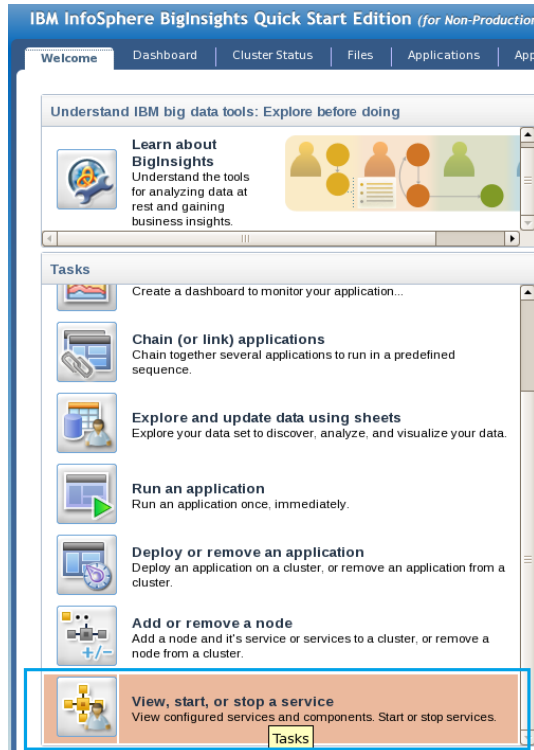 IBM InfoSphere BigInsights Quick Start Edition (for Non-Production
Welcome Dashboard Cluster Status Files Applications App
Understand IBM big data tools: Explore before doing
Learn about
BigInsights
Understand the tools
for analyzing data at
rest and gaining
business insights.
Tasks
Create a dashboard to monitor your application...
Chain (or link) applications
Chain together several applications to run in a predefined
sequence.
Explore and update data using sheets
Explore your data set to discover, analyze, and visualize your data.
Run an application
Run an application once, immediately.
Deploy or remove an application
Deploy an application on a cluster, or remove an application from a
cluster.
Add or remove a node
Add a node and it's service or services to a cluster, or remove a
node from a cluster.
View, start, or stop a service
View configured services and components. Start or stop services.
Tasks